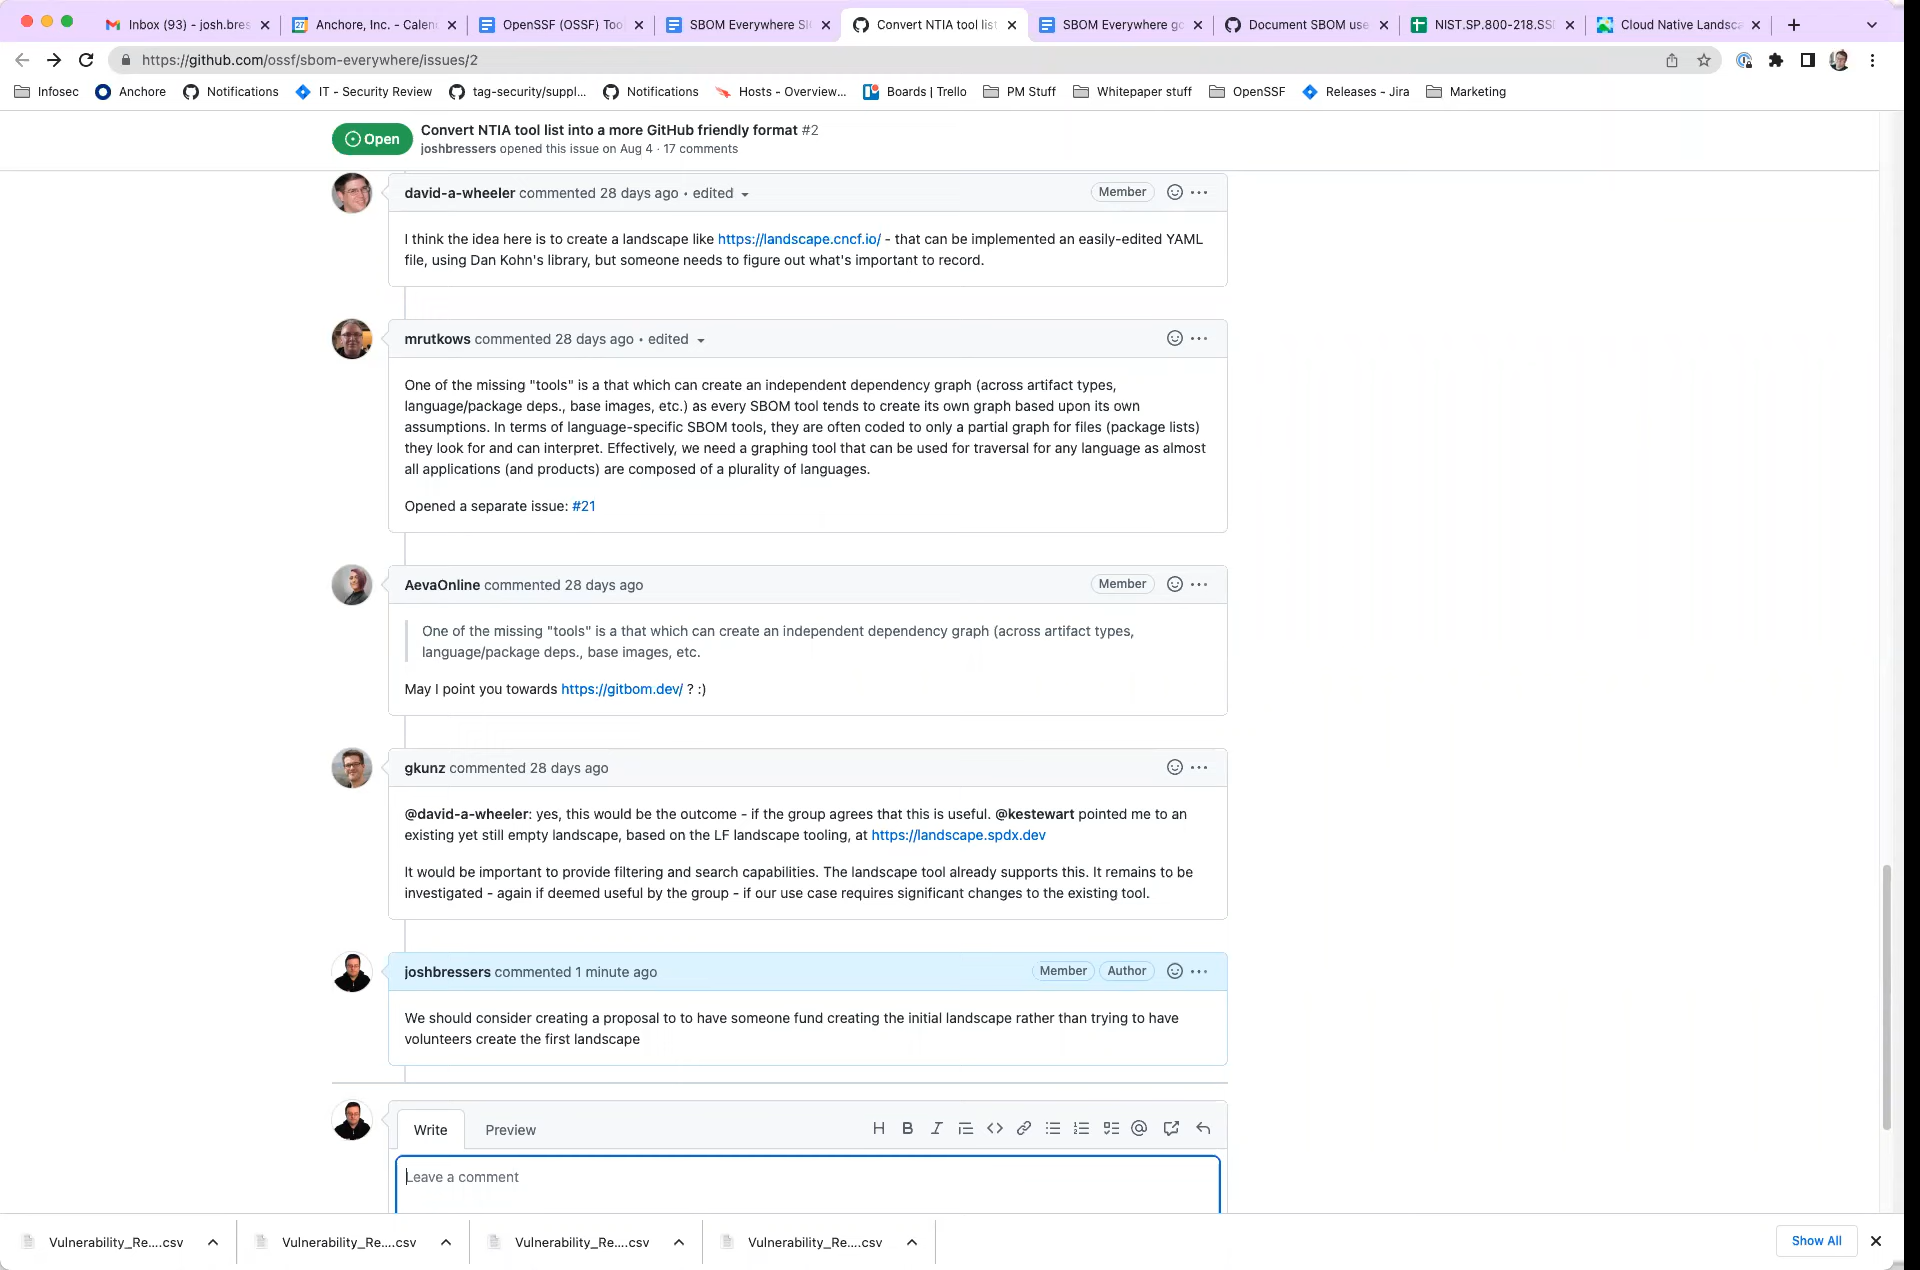 Inbox (93) - josh.bres
Anchore, Inc. - Calen
OpenSSF (OSSF) Too
SBOM Everywhere SI
Convert NTIA tool list
SBOM Everywhere go
Document SBOM use
NIST.SP.800-218.SS
Cloud Native Landsc
https://github.com/ossf/sbom-everywhere/issues/2
Infosec
Anchore
Notifications
IT - Security Review
tag-security/suppl...
Notifications
Hosts - Overview...
Boards | Trello
PM Stuff
Whitepaper stuff
OpenSSF
Releases - Jira
Marketing
Open
Convert NTIA tool list into a more GitHub friendly format #2
joshbressers opened this issue on Aug 4 · 17 comments
david-a-wheeler commented 28 days ago • edited
Member
I think the idea here is to create a landscape like https://landscape.cncf.io/ - that can be implemented an easily-edited YAML
file, using Dan Kohn's library, but someone needs to figure out what's important to record.
mrutkows commented 28 days ago • edited
One of the missing "tools" is a that which can create an independent dependency graph (across artifact types,
language/package deps., base images, etc.) as every SBOM tool tends to create its own graph based upon its own
assumptions. In terms of language-specific SBOM tools, they are often coded to only a partial graph for files (package lists)
they look for and can interpret. Effectively, we need a graphing tool that can be used for traversal for any language as almost
all applications (and products) are composed of a plurality of languages.
Opened a separate issue: #21
AevaOnline commented 28 days ago
Member
One of the missing "tools" is a that which can create an independent dependency graph (across artifact types,
language/package deps., base images, etc.
May I point you towards https://gitbom.dev/ ? :)
gkunz commented 28 days ago
@david-a-wheeler: yes, this would be the outcome - if the group agrees that this is useful. @kestewart pointed me to an
existing yet still empty landscape, based on the LF landscape tooling, at https://landscape.spdx.dev
It would be important to provide filtering and search capabilities. The landscape tool already supports this. It remains to be
investigated - again if deemed useful by the group - if our use case requires significant changes to the existing tool.
joshbressers commented 1 minute ago
Member
Author
We should consider creating a proposal to to have someone fund creating the initial landscape rather than trying to have
volunteers create the first landscape
Write
Preview
Leave a comment
Vulnerability_Re....csv
Vulnerability_Re....csv
Vulnerability_Re....csv
Vulnerability_Re....csv
Show All